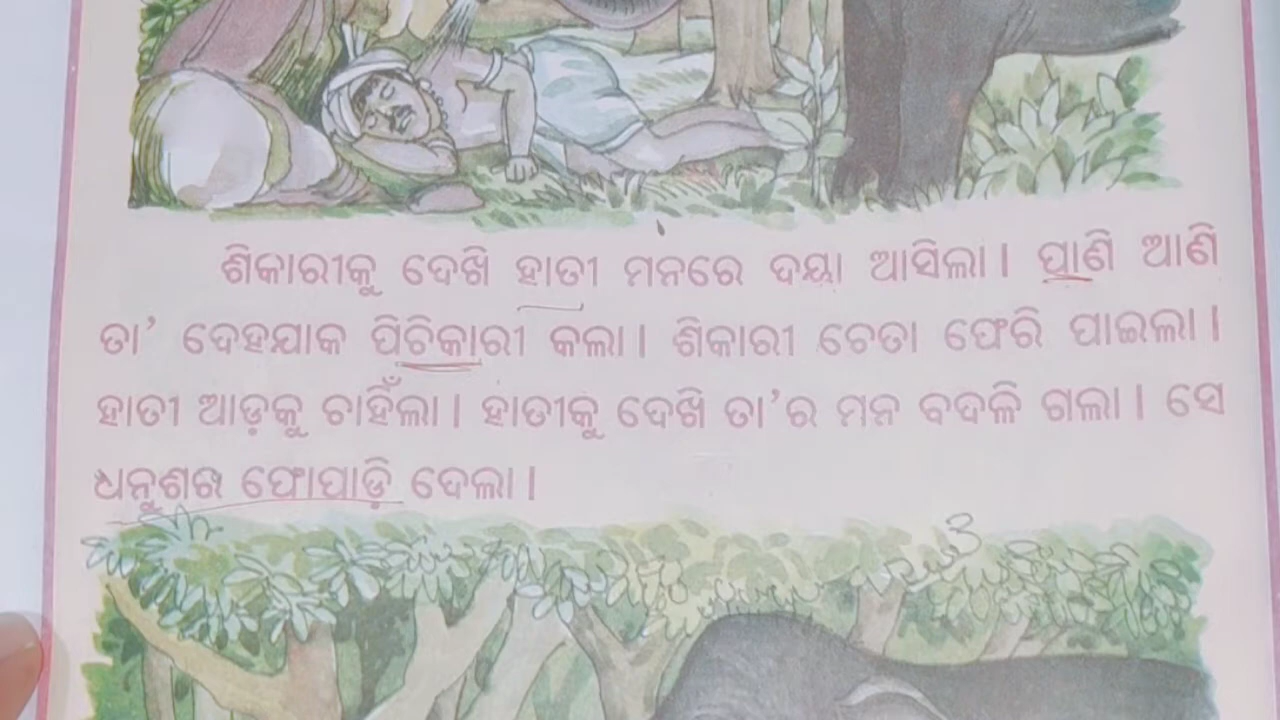 ଶିକାରୀକୁ ଦେଖି ହାତୀ ମନରେ ଦୟା ଆସିଲା। ପାଣି ଆଣି
ତା’ ଦେହଯାକ ପିଚିକାରୀ କଲା। ଶିକାରୀ ଚେତା ଫେରି ପାଇଲା।
ହାତୀ ଆଡ଼କୁ ଚାହିଁଲା। ହାତୀକୁ ଦେଖି ତା’ର ମନ ବଦଳି ଗଲା। ସେ
ଧନୁଶର ଫୋପାଡ଼ି ଦେଲା।